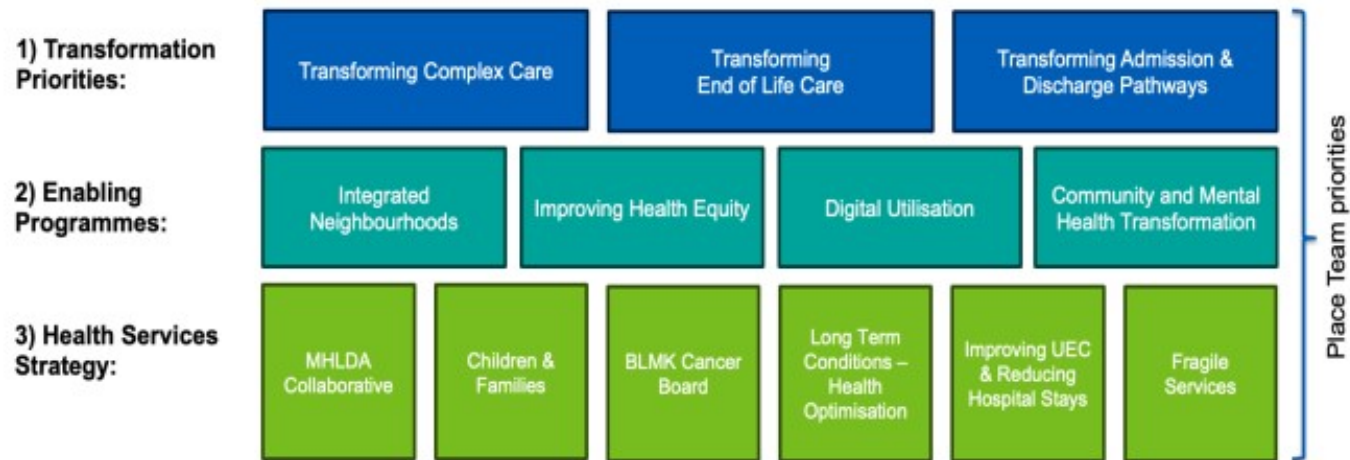 1) Transformation
Priorities:
Transforming Complex Care
Transforming
End of Life Care
Transforming Admission &
Discharge Pathways
2) Enabling
Programmes:
Integrated
Neighbourhoods
Improving Health Equity
Digital Utilisation
Community and Mental
Health Transformation
3) Health Services
Strategy:
MHLDA
Collaborative
Children &
Families
BLMK Cancer
Board
Long Term
Conditions –
Health
Optimisation
Improving UEC
& Reducing
Hospital Stays
Fragile
Services
Place Team priorities